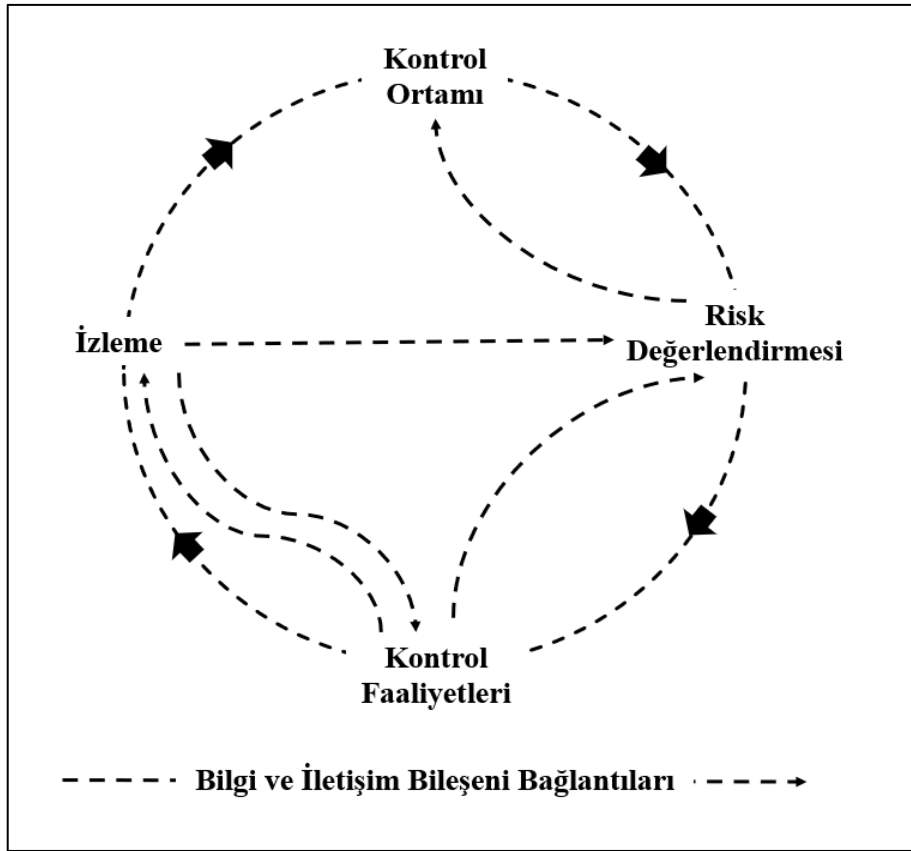 Kontrol
Ortamı
Risk
Değerlendirmesi
İzleme
Kontrol
Faaliyetleri
Bilgi ve İletişim Bileşeni Bağlantıları